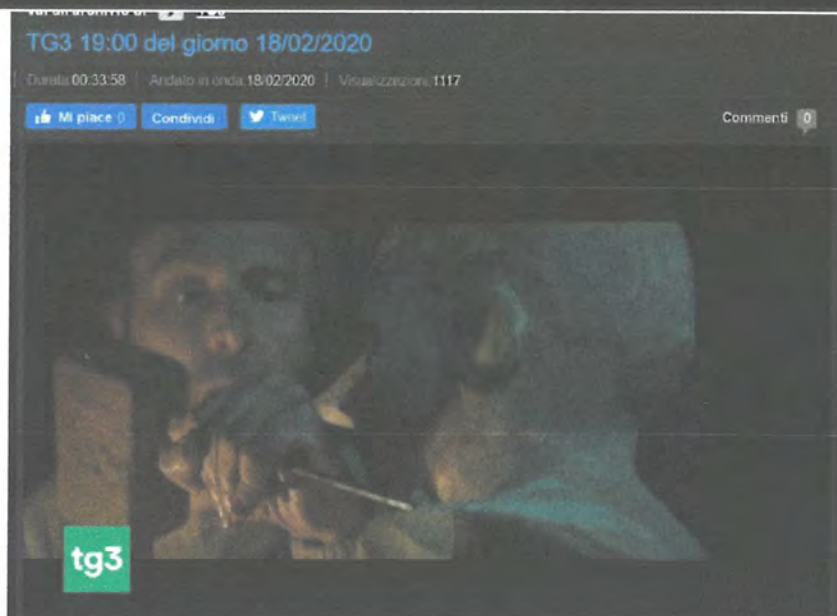 TG3 19:00 del giorno 18/02/2020
Durata:00:33:58 | Andato in onda:18/02/2020 | Visualizzazioni:1117
Mi piace 0 Condividi Tweet Commenti 0
tg3